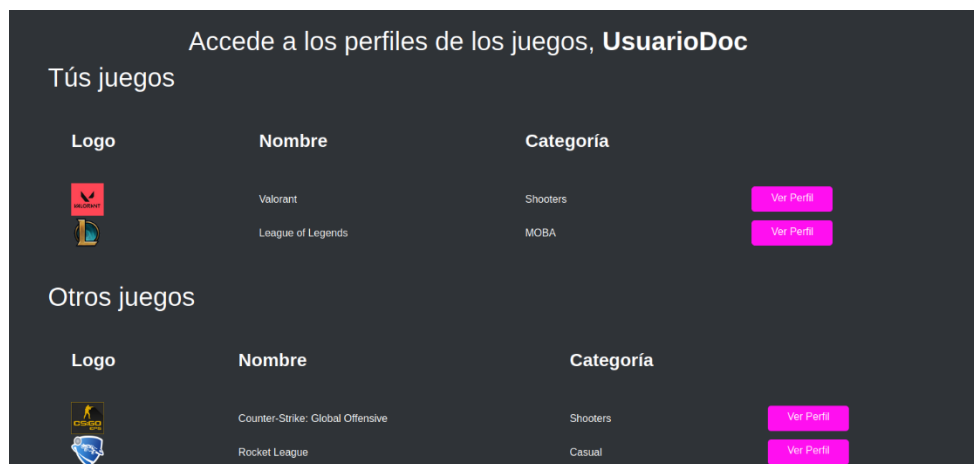 Accede a los perfiles de los juegos, UsuarioDoc
Tús juegos
Logo Nombre Categoría
VALORANT Valorant Shooters Ver Perfil
League of Legends MOBA Ver Perfil
Otros juegos
Logo Nombre Categoría
CSGO Counter-Strike: Global Offensive Shooters Ver Perfil
Rocket League Casual Ver Perfil